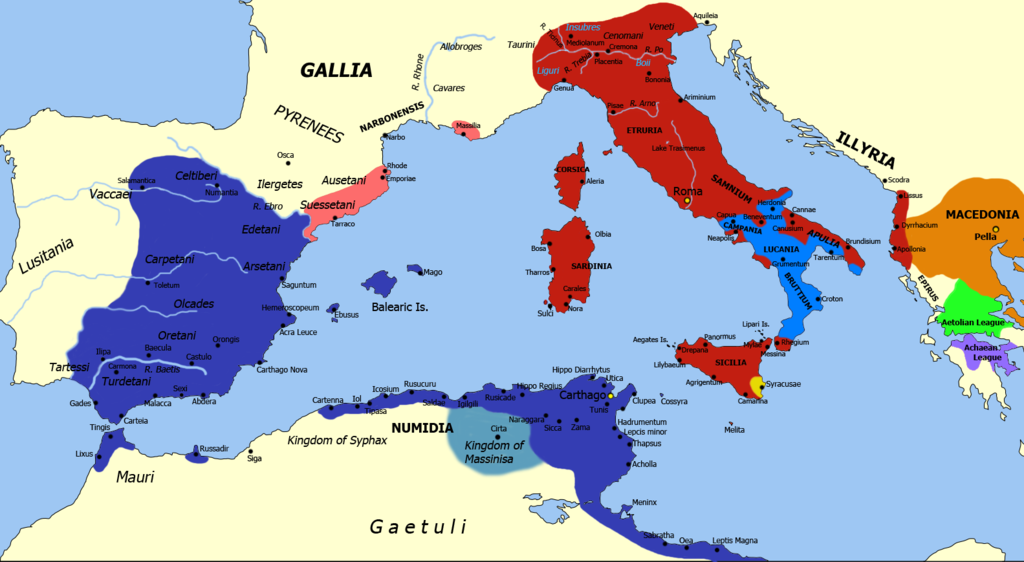 Aquileia
Insubres
Veneti
R. Ticinus
Cenomani
Taurini
Mediolanum
Cremona
R. Po
Placentia
R. Trebia
Boii
Liguri
Bononia
Genua
Allobroges
R. Rhone
Cavares
GALLIA
PYRENEES
NARBONENSIS
Massilia
Narbo
Pisae
R. Arno
Ariminium
ETRURIA
Lake Trasmenua
ILLYRIA
Osca
Rhode
Emporiae
Ausetani
Ilergetes
Suessetani
Tarraco
Celtiberi
Salamantica
Numantia
Vaccaei
R. Ebro
Edetani
Lusitania
Carpetani
Arsetani
Toletum
Saguntum
Olcades
Hemeroscopeum
Oretani
Acra Leuce
Orongis
Baecula
Ilipa
Castulo
Carmona
R. Baetis
Tartessi
Turdetani
Carthago Nova
Sexi
Malacca
Abdera
Gades
Carteia
Tingis
Lixus
Russadir
Siga
Mauri
Mago
Balearic Is.
Ebusus
CORSICA
Aleria
Olbia
Bosa
SARDINIA
Tharros
Carales
Nora
Sulci
Roma
SAMNIUM
Herdonia
Capua
Beneventum
Cannae
CAMPANIA
Canusium
Neapolis
APULIA
Brundisium
LUCANIA
Tarentum
Grumentum
BRUTTIUM
Croton
Scodra
Lissus
Dyrrhacium
Apollonia
MACEDONIA
Pella
EPIRUS
Aetolian League
Achaean
League
Lipari Is.
Aegates Is.
Panormus
Mylae
Rhegium
Drepana
Messina
Lilybaeum
SICILIA
Agrigentum
Syracusae
Camarina
Cossyra
Melita
Hippo Diarrhytus
Utica
Hippo Regius
Carthago
Clupea
Rusucuru
Icosium
Rusicade
Iol
Cartenna
Tipasa
Saldae
Igilgili
Tunis
Naraggara
Hadrumentum
Sicca
Zama
Lepcis minor
Thapsus
NUMIDIA
Cirta
Kingdom of Syphax
Kingdom of
Massinisa
Acholla
Meninx
Gaetuli
Sabratha
Oea
Leptis Magna